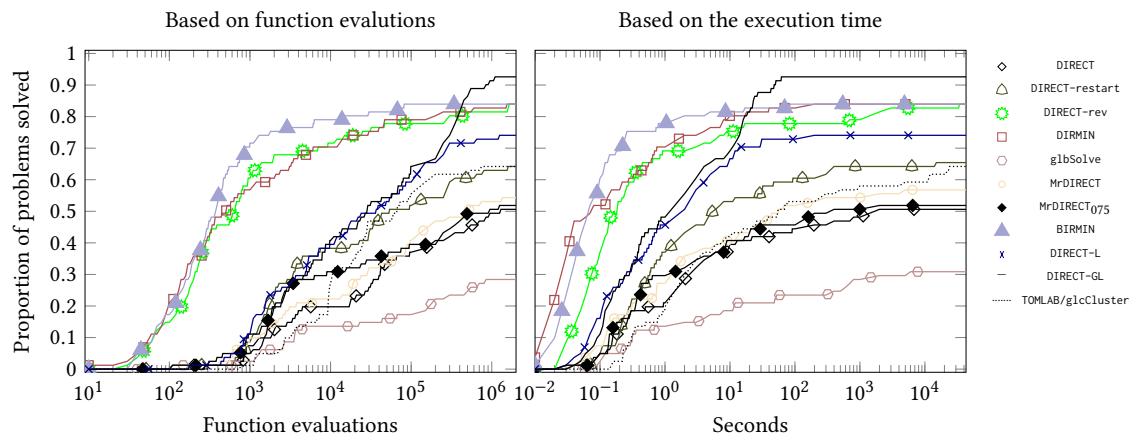 Based on function evalutions
Based on the execution time
Proportion of problems solved
1
0.9
0.8
0.7
0.6
0.5
0.4
0.3
0.2
0.1
0
10^1
10^2
10^3
10^4
10^5
10^6
Function evaluations
10^−2
10^−1
10^0
10^1
10^2
10^3
10^4
Seconds
DIRECT
DIRECT-restart
DIRECT-rev
DIRMIN
glbSolve
MrDIRECT
MrDIRECT_075
BIRMIN
DIRECT-L
DIRECT-GL
TOMLAB/glcCluster